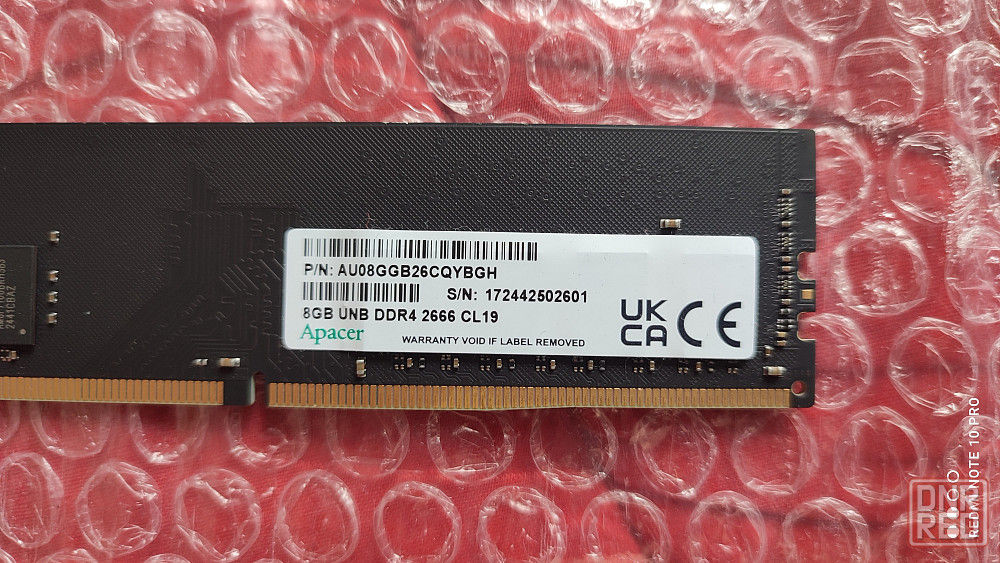 P/N: AU08GGB26CQYBGH
S/N: 172442502601
8GB UNB DDR4 2666 CL19
Apacer
WARRANTY VOID IF LABEL REMOVED
UK
CA CE
2441CBAZ
REDMI NOTE 10 PRO